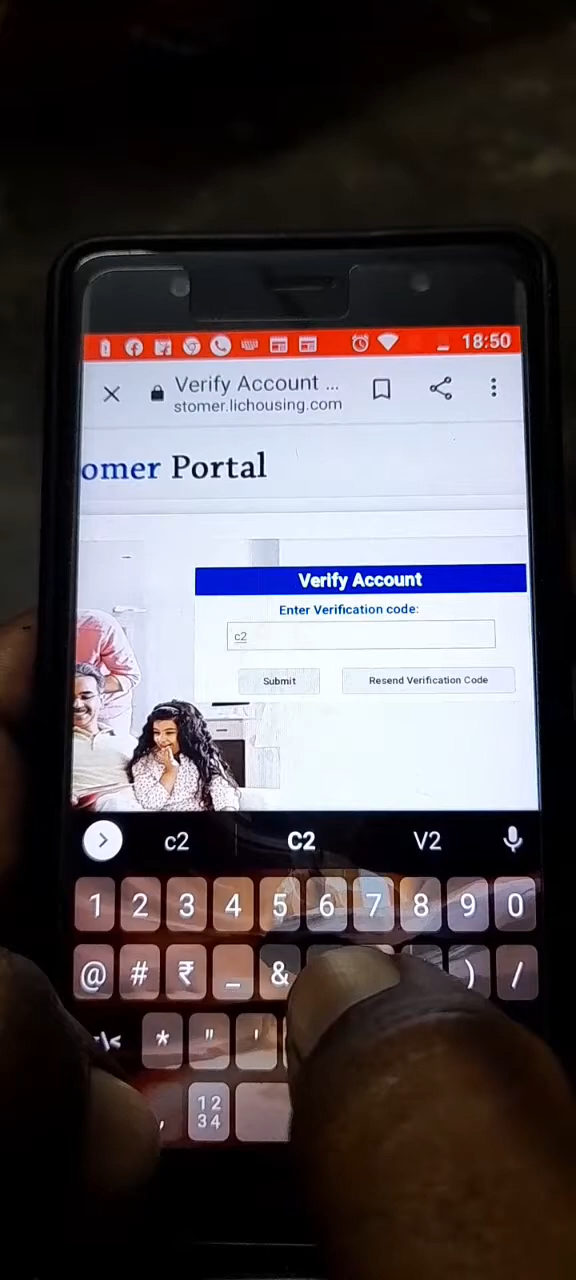 18:50
Verify Account ...
stomer.lichousing.com
omer Portal
Verify Account
Enter Verification code:
c2
Submit Resend Verification Code
c2 C2 V2
1 2 3 4 5 6 7 8 9 0
@ # ₹ _ & ) /
\< * " '
, 12
34